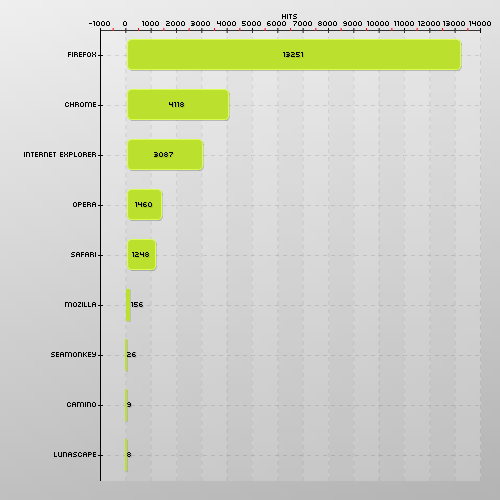 HITS
-1000 0 1000 2000 3000 4000 5000 6000 7000 8000 9000 10000 11000 12000 13000 14000
FIREFOX 13251
CHROME 4118
INTERNET EXPLORER 3087
OPERA 1460
SAFARI 1248
MOZILLA 156
SEAMONKEY 26
CAMINO 9
LUNASCAPE 8